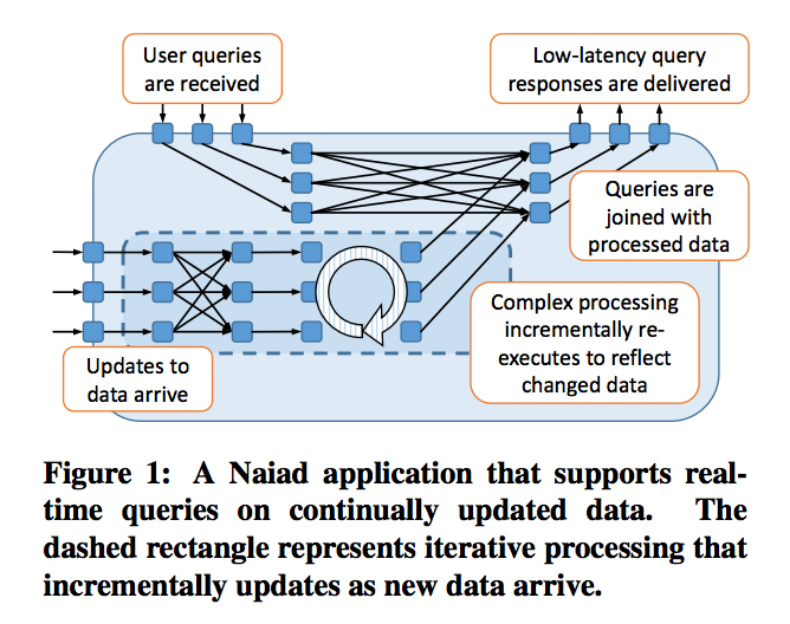 User queries
are received
Low-latency query
responses are delivered
Queries are
joined with
processed data
Complex processing
incrementally re-
executes to reflect
changed data
Updates to
data arrive
Figure 1: A Naiad application that supports real-
time queries on continually updated data. The
dashed rectangle represents iterative processing that
incrementally updates as new data arrive.